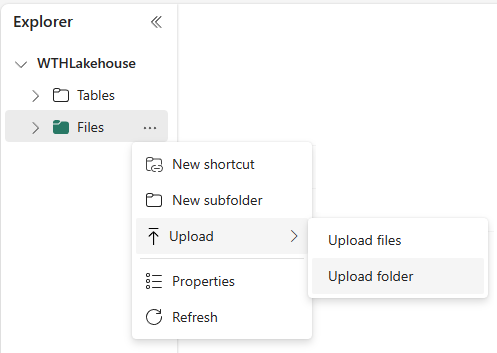 Explorer
WTHLakehouse
Tables
Files
New shortcut
New subfolder
Upload
Upload files
Upload folder
Properties
Refresh